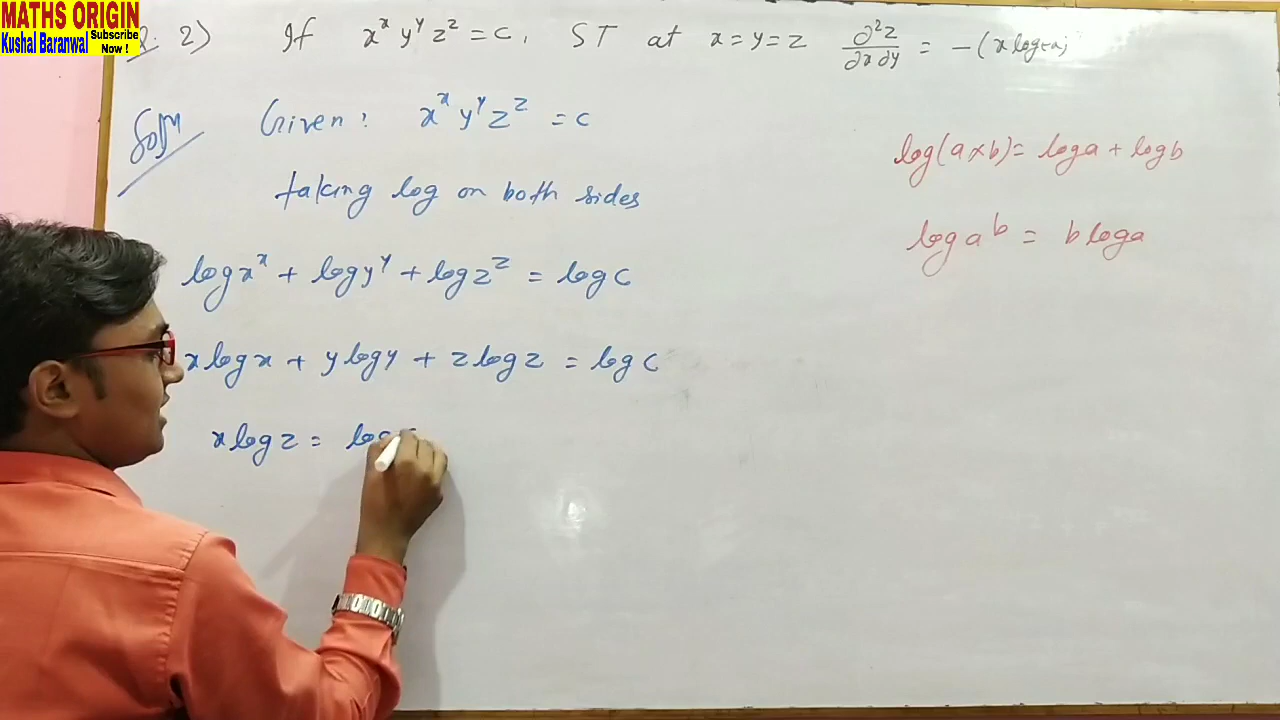 MATHS ORIGIN
Kushal Baranwal
Subscribe
Now !
2) If x^x y^y z^z = c. ST at x = y = z ∂²z/∂x∂y = -(x log
Soln Given: x^x y^y z^z = c
taking log on both sides
log x^x + log y^y + log z^z = log c
x log x + y log y + z log z = log c
x log z = log
log(a×b) = log a + log b
log a^b = b log a